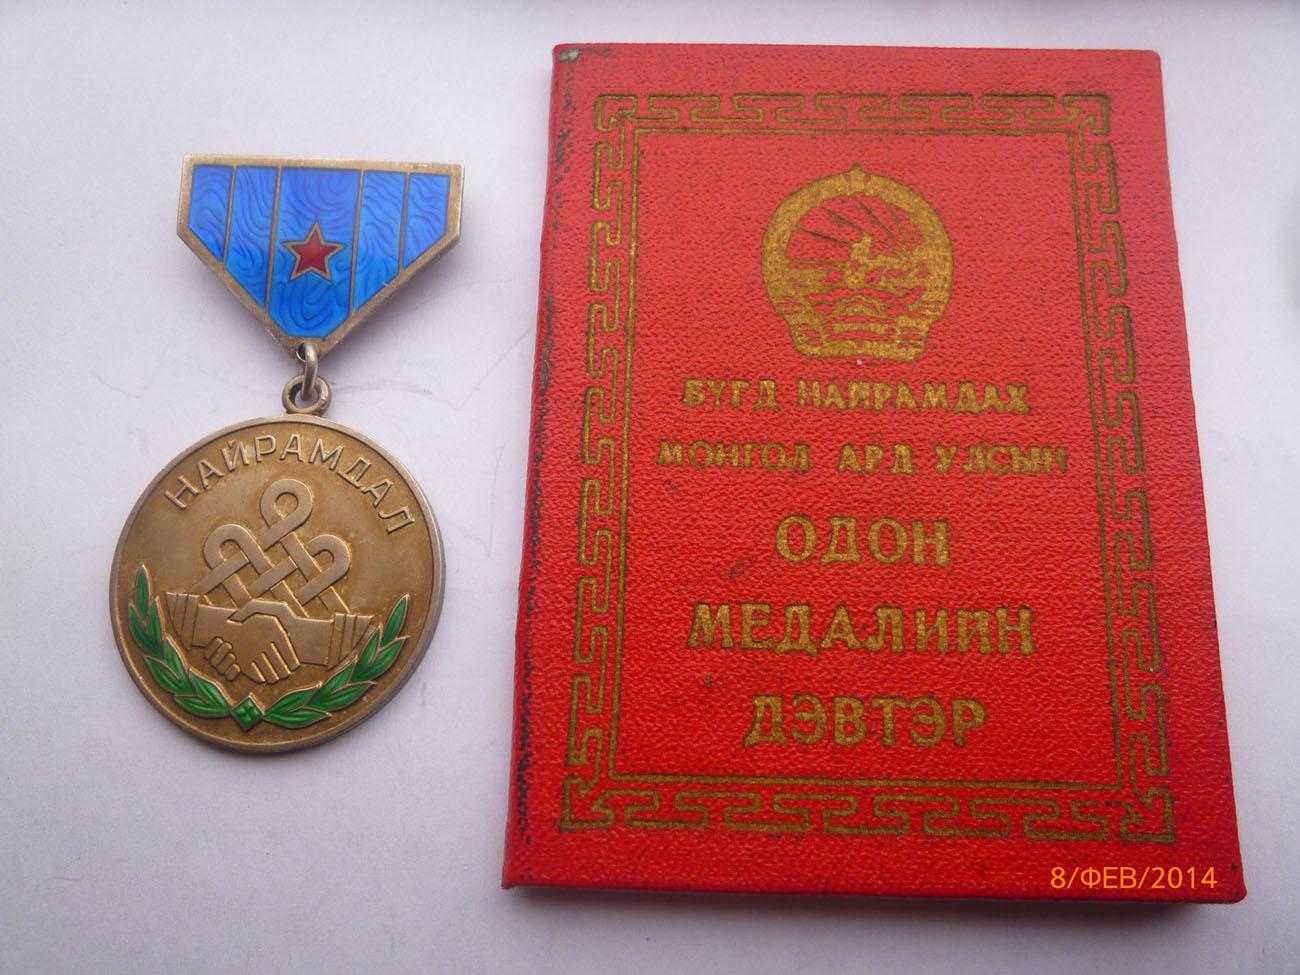 НАЙРАМДАЛ
БҮГД НАЙРАМДАХ
МОНГОЛ АРД УЛСЫН
ОДОН
МЕДАЛИЙН
ДЭВТЭР
8/ФЕВ/2014